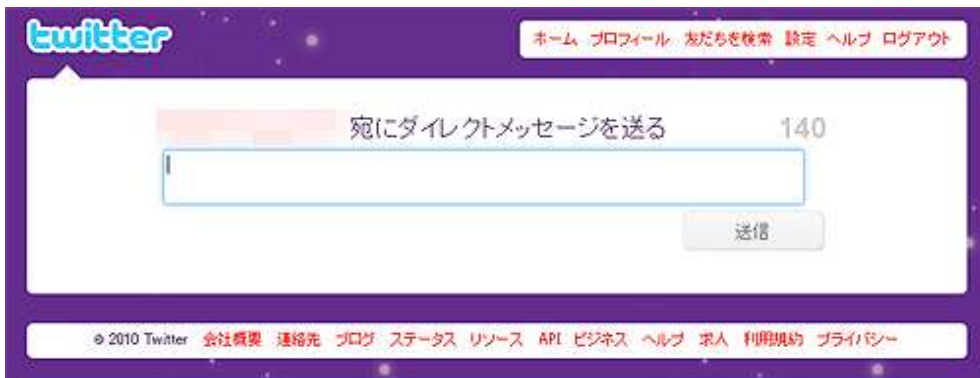 twitter
ホーム プロフィール 友だちを検索 設定 ヘルプ ログアウト
宛にダイレクトメッセージを送る 140
送信
© 2010 Twitter 会社概要 連絡先 ブログ ステータス リソース API ビジネス ヘルプ 求人 利用規約 プライバシー